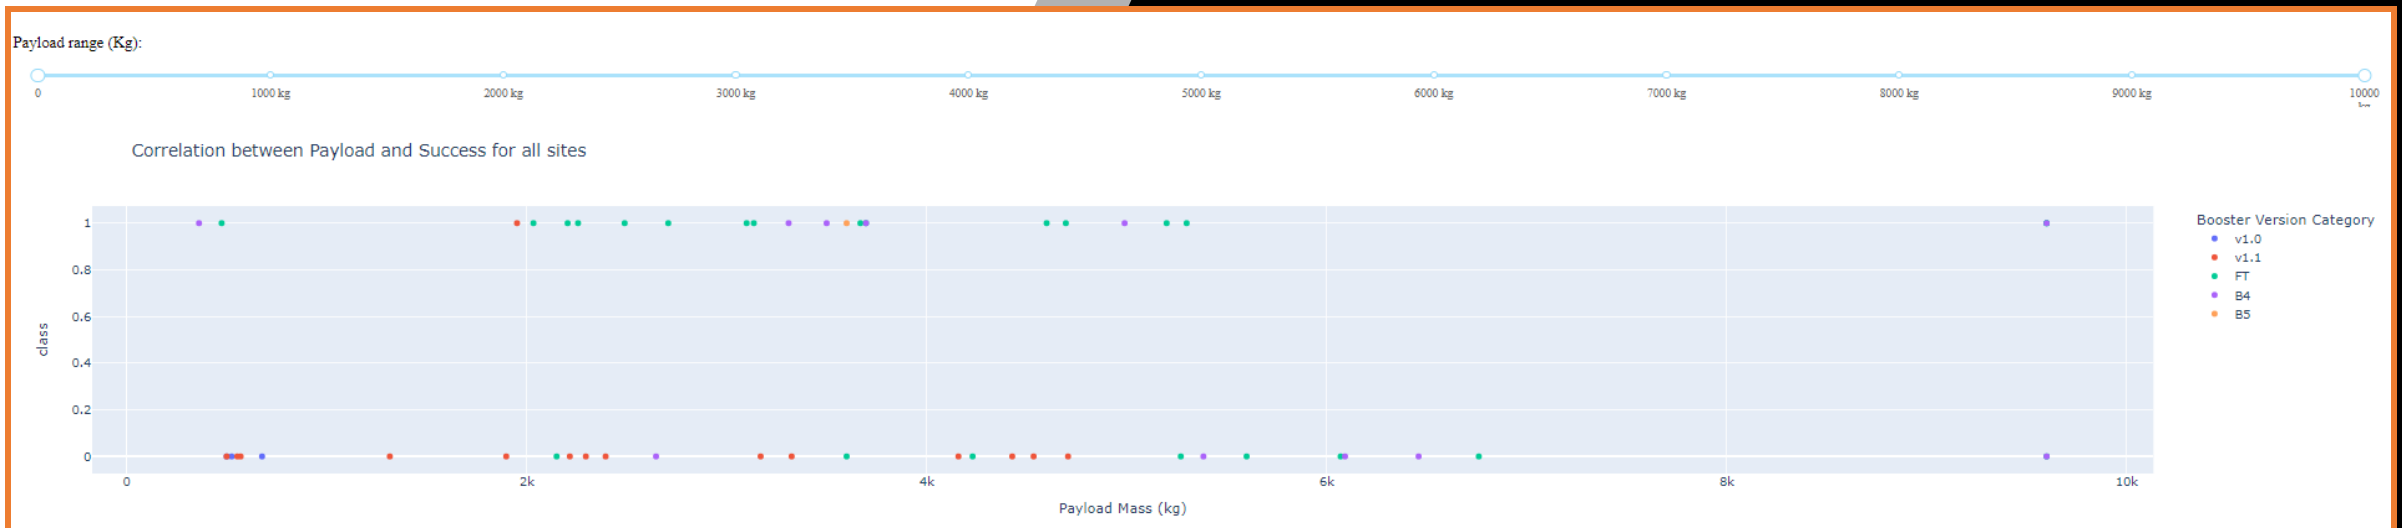 Payload range (Kg):
0 1000 kg 2000 kg 3000 kg 4000 kg 5000 kg 6000 kg 7000 kg 8000 kg 9000 kg 10000
Correlation between Payload and Success for all sites
1
0.8
0.6
0.4
0.2
0
class
0 2k 4k 6k 8k 10k
Payload Mass (kg)
Booster Version Category
v1.0
v1.1
FT
B4
B5